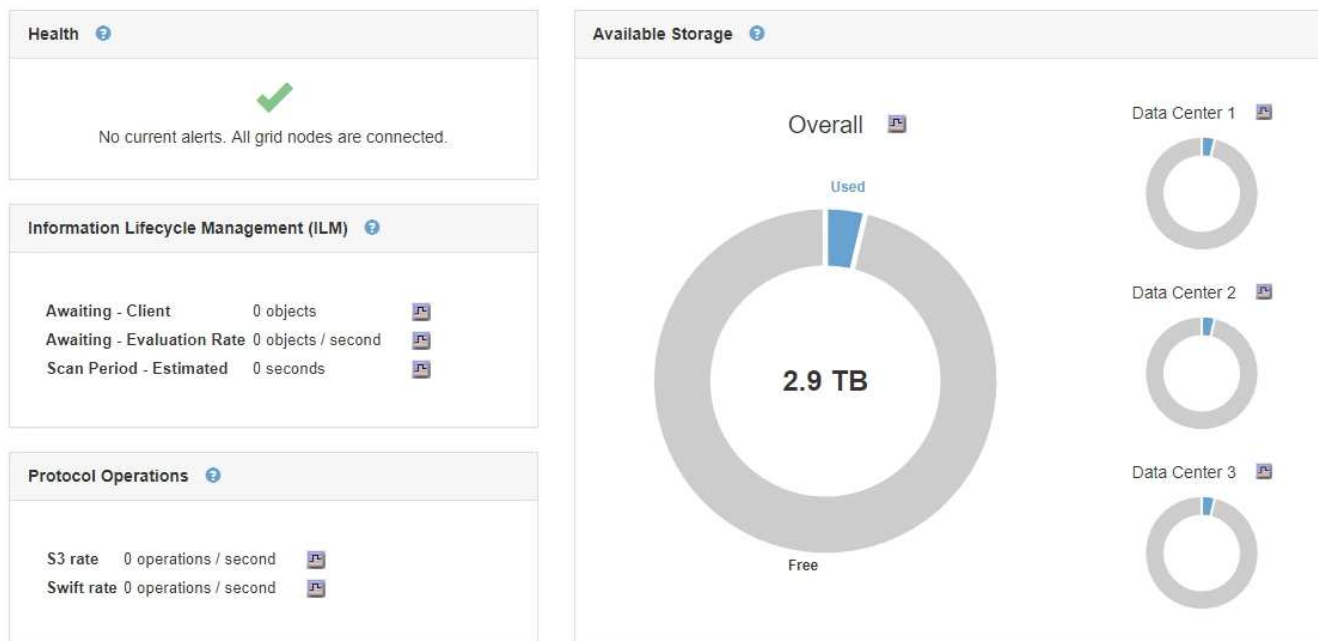 Health
No current alerts. All grid nodes are connected.
Information Lifecycle Management (ILM)
Awaiting - Client 0 objects
Awaiting - Evaluation Rate 0 objects / second
Scan Period - Estimated 0 seconds
Protocol Operations
S3 rate 0 operations / second
Swift rate 0 operations / second
Available Storage
Overall
Used
2.9 TB
Free
Data Center 1
Data Center 2
Data Center 3